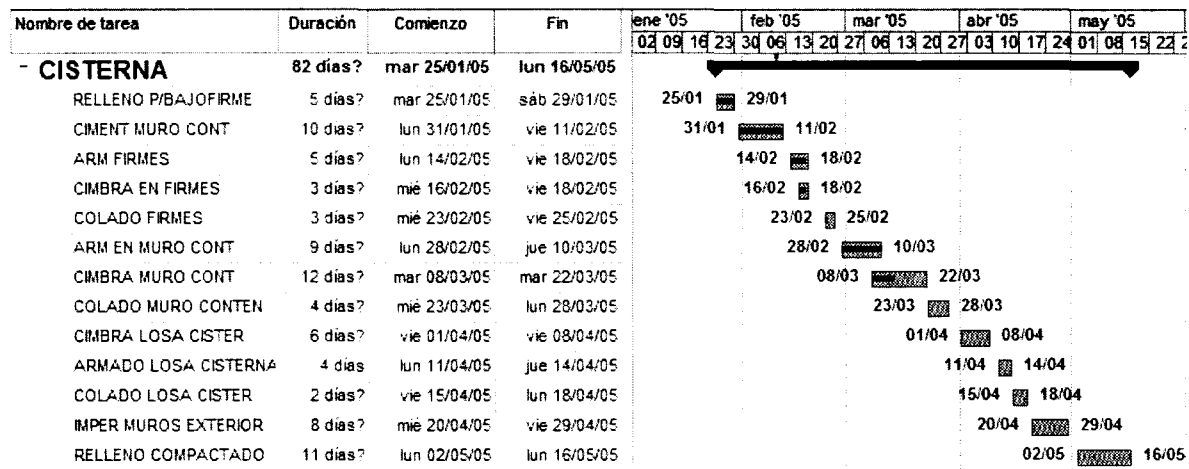 Nombre de tarea Duración Comienzo Fin ene '05 feb '05 mar '05 abr '05 may '05
02 09 16 23 30 06 13 20 27 06 13 20 27 03 10 17 24 01 08 15 22 2
- CISTERNA 82 días? mar 25/01/05 lun 16/05/05
RELLENO P/BAJOFIRME 5 días? mar 25/01/05 sáb 29/01/05 25/01 29/01
CIMENT MURO CONT 10 días? lun 31/01/05 vie 11/02/05 31/01 11/02
ARM FIRMES 5 días? lun 14/02/05 vie 18/02/05 14/02 18/02
CIMBRA EN FIRMES 3 días? mié 16/02/05 vie 18/02/05 16/02 18/02
COLADO FIRMES 3 días? mié 23/02/05 vie 25/02/05 23/02 25/02
ARM EN MURO CONT 9 días? lun 28/02/05 jue 10/03/05 28/02 10/03
CIMBRA MURO CONT 12 días? mar 08/03/05 mar 22/03/05 08/03 22/03
COLADO MURO CONTEN 4 días? mié 23/03/05 lun 28/03/05 23/03 28/03
CIMBRA LOSA CISTER 6 días? vie 01/04/05 vie 08/04/05 01/04 08/04
ARMADO LOSA CISTERNA 4 días lun 11/04/05 jue 14/04/05 11/04 14/04
COLADO LOSA CISTER 2 días? vie 15/04/05 lun 18/04/05 15/04 18/04
IMPER MUROS EXTERIOR 8 días? mié 20/04/05 vie 29/04/05 20/04 29/04
RELLENO COMPACTADO 11 días? lun 02/05/05 lun 16/05/05 02/05 16/05